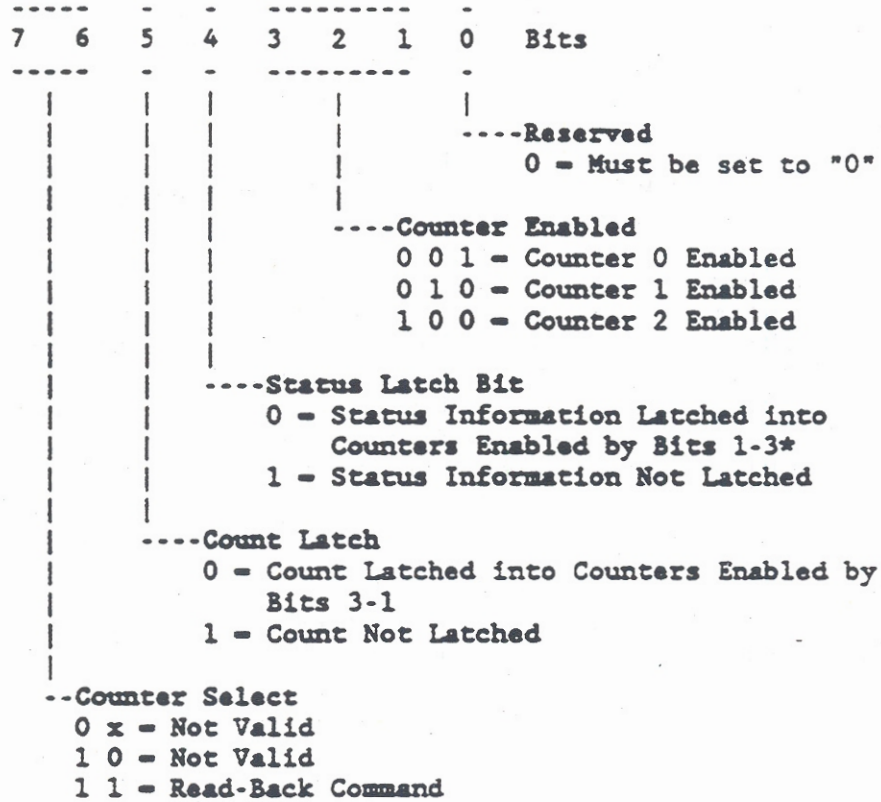 7 6 5 4 3 2 1 0 Bits
----Reserved
0 = Must be set to "0"
----Counter Enabled
0 0 1 = Counter 0 Enabled
0 1 0 = Counter 1 Enabled
1 0 0 = Counter 2 Enabled
----Status Latch Bit
0 = Status Information Latched into
Counters Enabled by Bits 1-3*
1 = Status Information Not Latched
----Count Latch
0 = Count Latched into Counters Enabled by
Bits 3-1
1 = Count Not Latched
--Counter Select
0 x = Not Valid
1 0 = Not Valid
1 1 = Read-Back Command